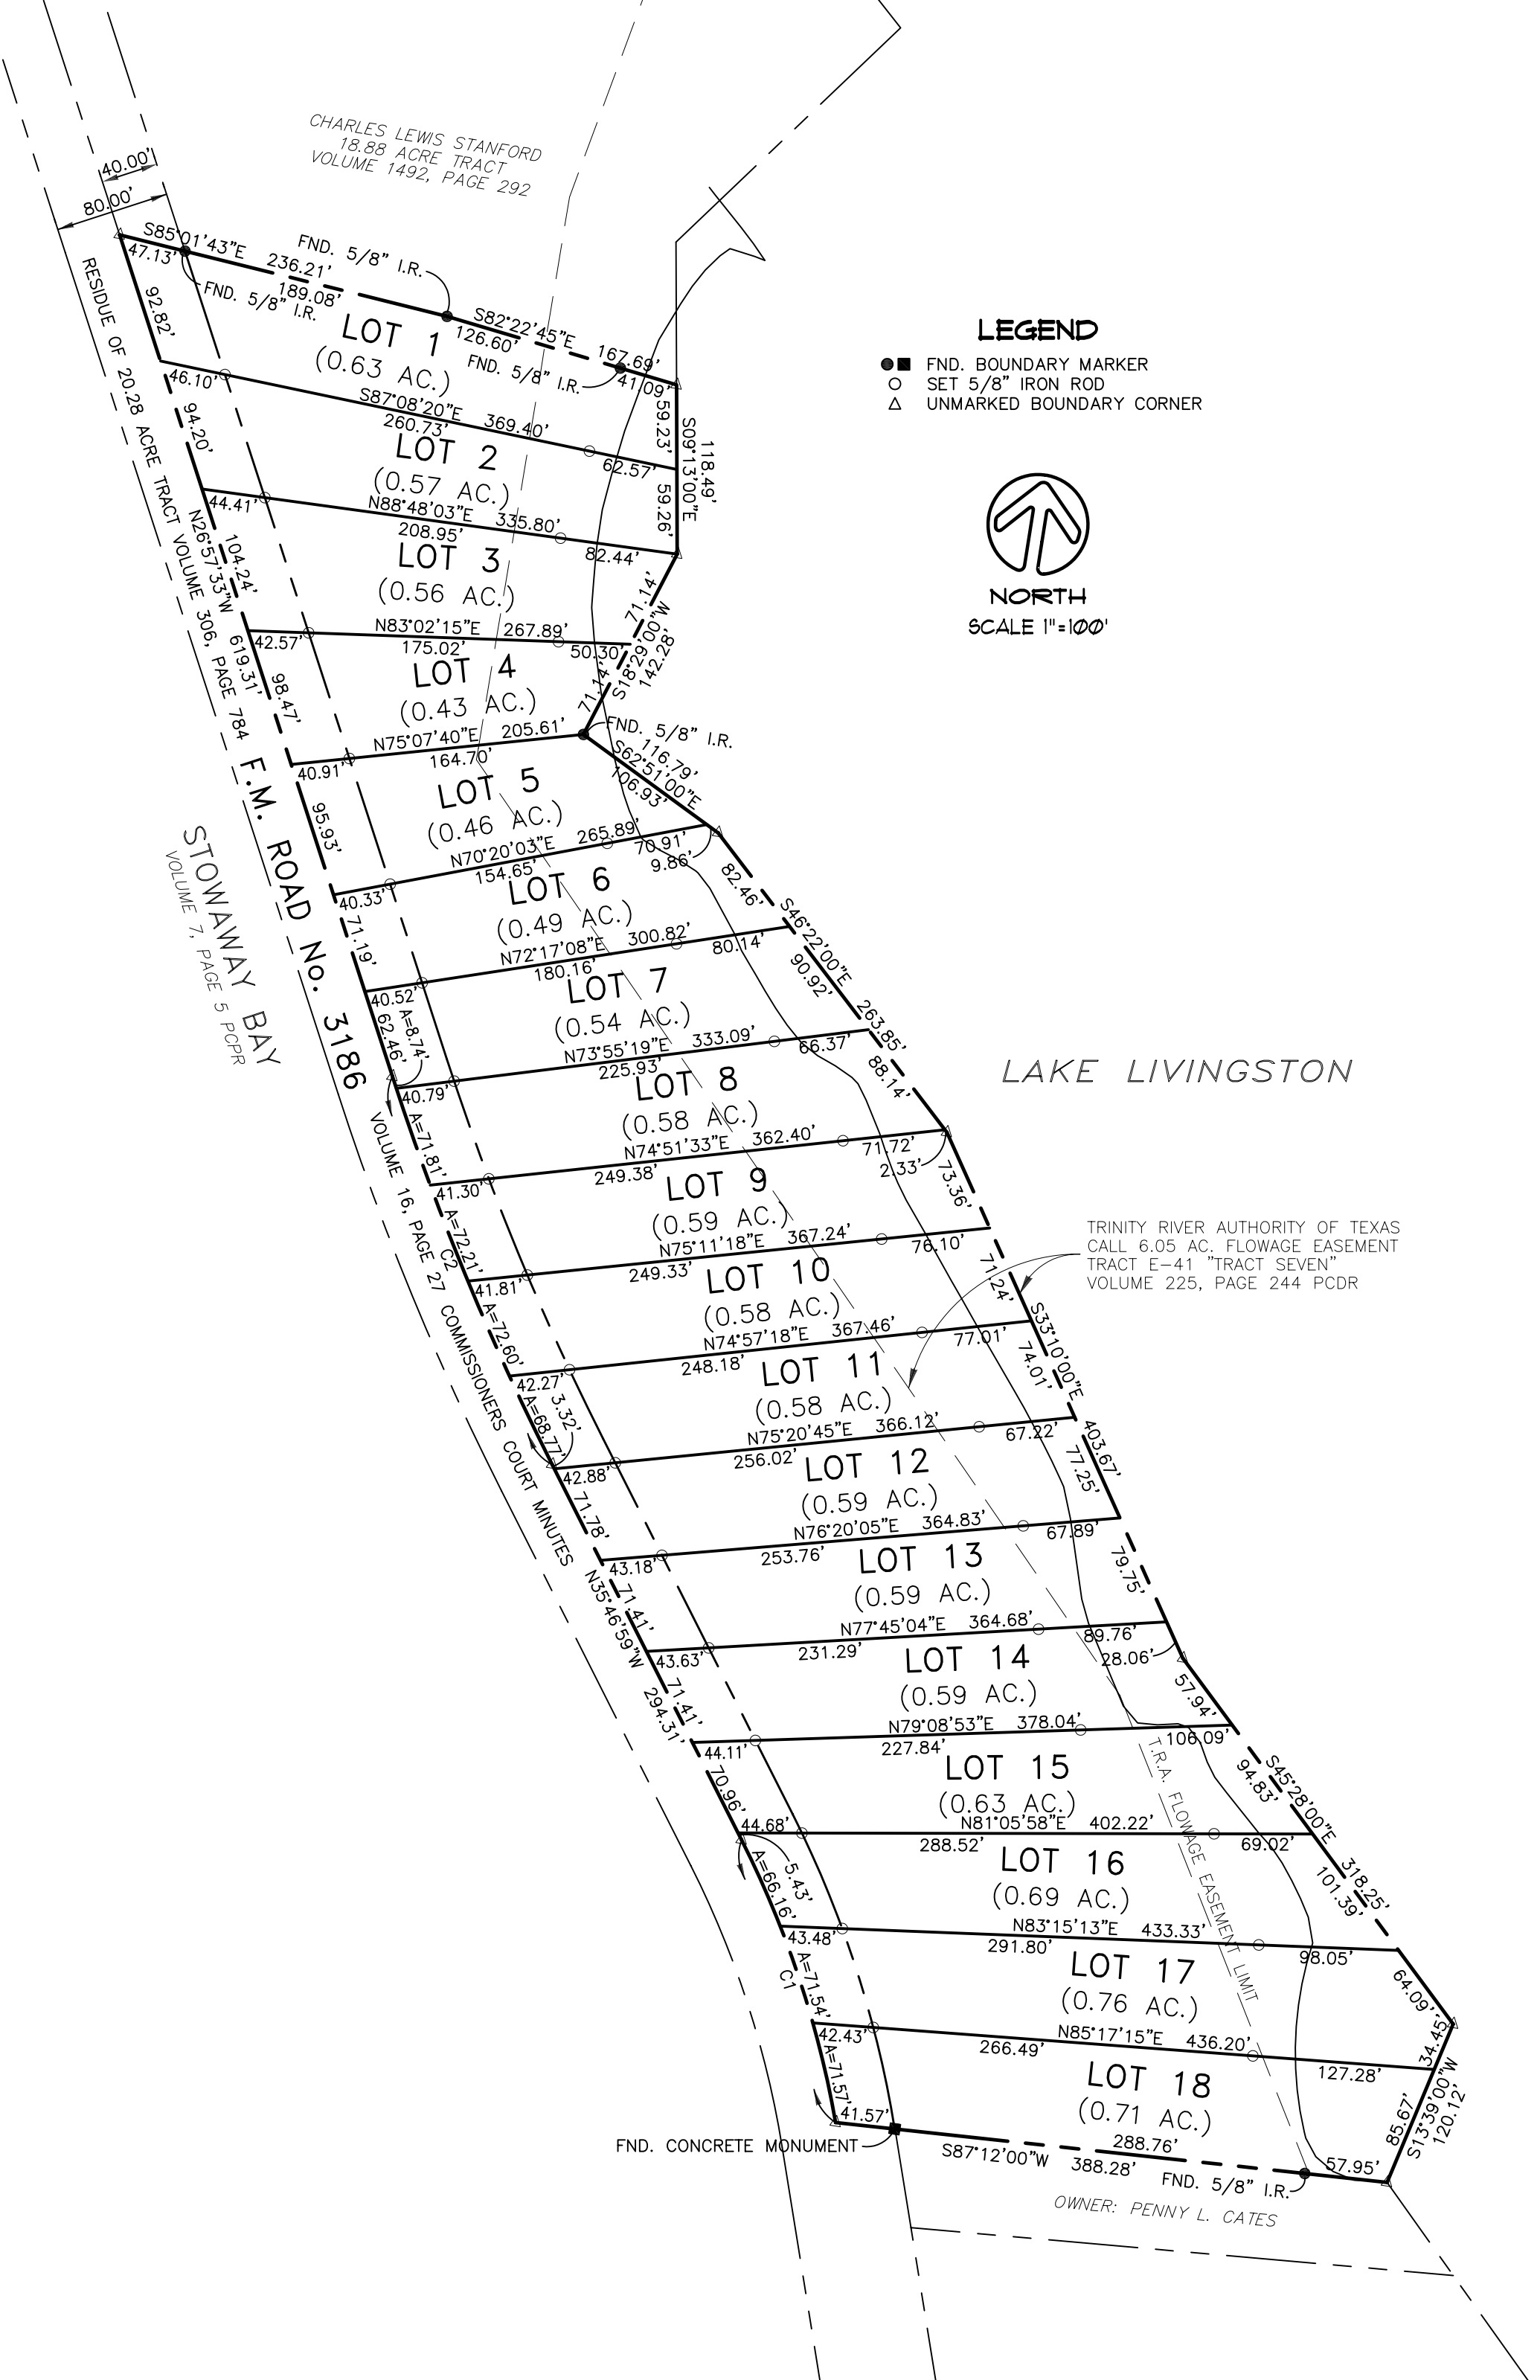 40.00'
80.00'
CHARLES LEWIS STANFORD
18.88 ACRE TRACT
VOLUME 1492, PAGE 292
S85°01'43"E
236.21'
47.13'
189.08'
FND. 5/8" I.R.
FND. 5/8" I.R.
S82°22'45"E
167.69'
126.60'
41.09'
FND. 5/8" I.R.
92.82'
LOT 1
(0.63 AC.)
46.10'
S87°08'20"E 369.40'
260.73'
62.57'
59.23'
S09°13'00"E
118.49'
59.26'
94.20'
LOT 2
(0.57 AC.)
44.41'
N88°48'03"E 335.80'
208.95'
82.44'
LOT 3
(0.56 AC.)
104.24'
N26°57'33"W 619.31'
71.14'
S18°29'00"W
142.28'
42.57'
N83°02'15"E 267.89'
175.02'
50.30'
LOT 4
(0.43 AC.)
98.47'
71.14'
FND. 5/8" I.R.
40.91'
N75°07'40"E 205.61'
164.70'
116.79'
S62°51'00"E
106.93'
LOT 5
(0.46 AC.)
95.93'
40.33'
N70°20'03"E 265.89'
154.65'
70.91'
9.86'
LOT 6
(0.49 AC.)
71.19'
82.46'
S46°22'00"E 263.85'
40.52'
N72°17'08"E 300.82'
180.16'
80.14'
LOT 7
(0.54 AC.)
62.46'
A=8.74'
90.92'
40.79'
N73°55'19"E 333.09'
225.93'
66.37'
LOT 8
(0.58 AC.)
A=71.81'
88.14'
41.30'
N74°51'33"E 362.40'
249.38'
71.72'
2.33'
LOT 9
(0.59 AC.)
A=72.21'
C2
73.36'
41.81'
N75°11'18"E 367.24'
249.33'
76.10'
LOT 10
(0.58 AC.)
A=72.60'
71.24'
S33°10'00"E 403.67'
42.27'
N74°57'18"E 367.46'
248.18'
77.01'
LOT 11
(0.58 AC.)
A=68.77'
3.32'
74.01'
42.88'
N75°20'45"E 366.12'
256.02'
67.22'
LOT 12
(0.59 AC.)
71.78'
77.25'
43.18'
N76°20'05"E 364.83'
253.76'
67.89'
LOT 13
(0.59 AC.)
71.41'
N35°46'59"W 294.31'
79.75'
43.63'
N77°45'04"E 364.68'
231.29'
89.76'
28.06'
LOT 14
(0.59 AC.)
71.41'
57.94'
44.11'
N79°08'53"E 378.04'
227.84'
106.09'
LOT 15
(0.63 AC.)
70.96'
94.83'
S45°28'00"E 318.25'
44.68'
N81°05'58"E 402.22'
288.52'
69.02'
LOT 16
(0.69 AC.)
A=66.16'
5.43'
101.39'
43.48'
N83°15'13"E 433.33'
291.80'
98.05'
LOT 17
(0.76 AC.)
A=71.54'
C1
64.09'
34.45'
42.43'
N85°17'15"E 436.20'
266.49'
127.28'
LOT 18
(0.71 AC.)
A=71.57'
85.67'
S13°39'00"W
120.12'
41.57'
288.76'
57.95'
S87°12'00"W 388.28'
FND. 5/8" I.R.
FND. CONCRETE MONUMENT
OWNER: PENNY L. CATES
T.R.A. FLOWAGE EASEMENT LIMIT
RESIDUE OF 20.28 ACRE TRACT VOLUME 306, PAGE 784
F.M. ROAD No. 3186
VOLUME 16, PAGE 27 COMMISSIONERS COURT MINUTES
STOWAWAY BAY
VOLUME 7, PAGE 5 PCPR
LEGEND
FND. BOUNDARY MARKER
SET 5/8" IRON ROD
UNMARKED BOUNDARY CORNER
NORTH
SCALE 1"=100'
LAKE LIVINGSTON
TRINITY RIVER AUTHORITY OF TEXAS
CALL 6.05 AC. FLOWAGE EASEMENT
TRACT E-41 "TRACT SEVEN"
VOLUME 225, PAGE 244 PCDR